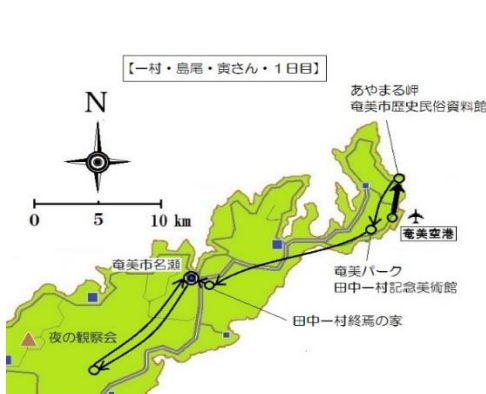 【一村・島尾・寅さん・１日目】
あやまる岬
奄美市歴史民俗資料館
N
0 5 10 km
奄美空港
奄美市名瀬
奄美パーク
田中一村記念美術館
田中一村終焉の家
夜の観察会